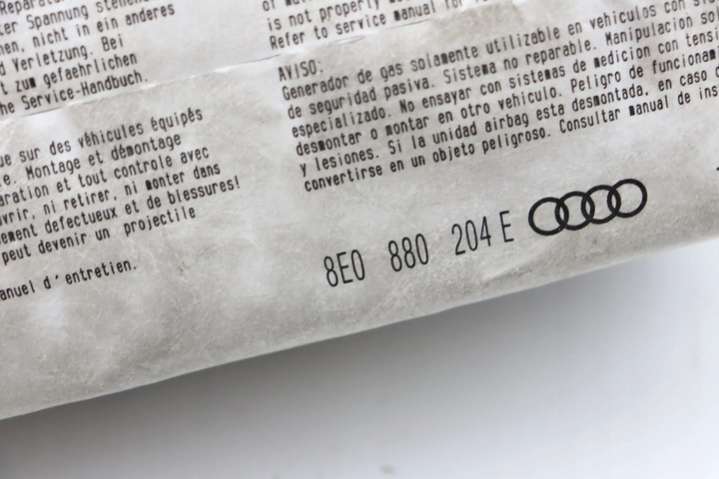 ter Spannung stehen
en, nicht in ein anderes
d Verletzung. Bei
t zum gefaehrlichen
he Service-Handbuch.
is not properly
Refer to service manual for
AVISO:
Generador de gas solamente utilizable en vehiculos con
de seguridad pasiva. Sistema no reparable. Manipulacion so
especializado. No ensayar con sistemas de medicion con tensi
desmontar o montar en otro vehiculo. Peligro de funcionam
y lesiones. Si la unidad airbag esta desmontada, en caso d
convertirse en un objeto peligroso. Consultar manual de ins
ue sur des véhicules équipés
e. Montage et démontage
aration et tout controle avec
uvrir, ni retirer, ni monter dans
ement defectueux et de blessures!
peut devenir un projectile
anuel d'entretien.
8E0 880 204 E